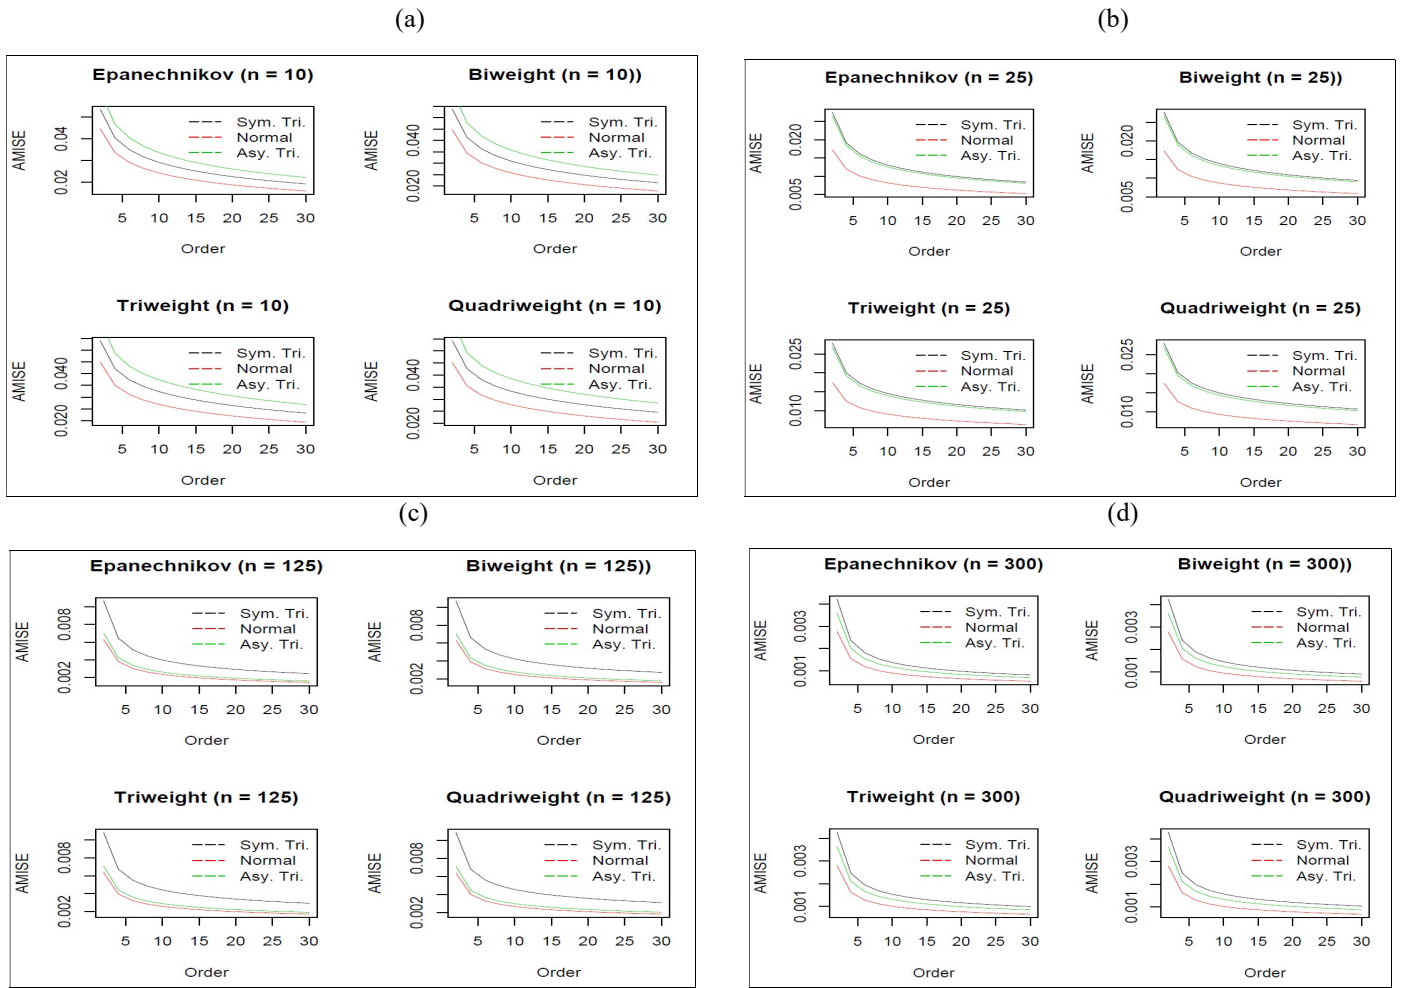 (a)
Epanechnikov (n = 10)
AMISE
0.02 0.04
Sym. Tri.
Normal
Asy. Tri.
5 10 15 20 25 30
Order
Biweight (n = 10))
AMISE
0.020 0.040
Sym. Tri.
Normal
Asy. Tri.
5 10 15 20 25 30
Order
Triweight (n = 10)
AMISE
0.020 0.040
Sym. Tri.
Normal
Asy. Tri.
5 10 15 20 25 30
Order
Quadriweight (n = 10)
AMISE
0.020 0.040
Sym. Tri.
Normal
Asy. Tri.
5 10 15 20 25 30
Order
(b)
Epanechnikov (n = 25)
AMISE
0.005 0.020
Sym. Tri.
Normal
Asy. Tri.
5 10 15 20 25 30
Order
Biweight (n = 25))
AMISE
0.005 0.020
Sym. Tri.
Normal
Asy. Tri.
5 10 15 20 25 30
Order
Triweight (n = 25)
AMISE
0.010 0.025
Sym. Tri.
Normal
Asy. Tri.
5 10 15 20 25 30
Order
Quadriweight (n = 25)
AMISE
0.010 0.025
Sym. Tri.
Normal
Asy. Tri.
5 10 15 20 25 30
Order
(c)
Epanechnikov (n = 125)
AMISE
0.002 0.008
Sym. Tri.
Normal
Asy. Tri.
5 10 15 20 25 30
Order
Biweight (n = 125))
AMISE
0.002 0.008
Sym. Tri.
Normal
Asy. Tri.
5 10 15 20 25 30
Order
Triweight (n = 125)
AMISE
0.002 0.008
Sym. Tri.
Normal
Asy. Tri.
5 10 15 20 25 30
Order
Quadriweight (n = 125)
AMISE
0.002 0.008
Sym. Tri.
Normal
Asy. Tri.
5 10 15 20 25 30
Order
(d)
Epanechnikov (n = 300)
AMISE
0.001 0.003
Sym. Tri.
Normal
Asy. Tri.
5 10 15 20 25 30
Order
Biweight (n = 300))
AMISE
0.001 0.003
Sym. Tri.
Normal
Asy. Tri.
5 10 15 20 25 30
Order
Triweight (n = 300)
AMISE
0.001 0.003
Sym. Tri.
Normal
Asy. Tri.
5 10 15 20 25 30
Order
Quadriweight (n = 300)
AMISE
0.001 0.003
Sym. Tri.
Normal
Asy. Tri.
5 10 15 20 25 30
Order